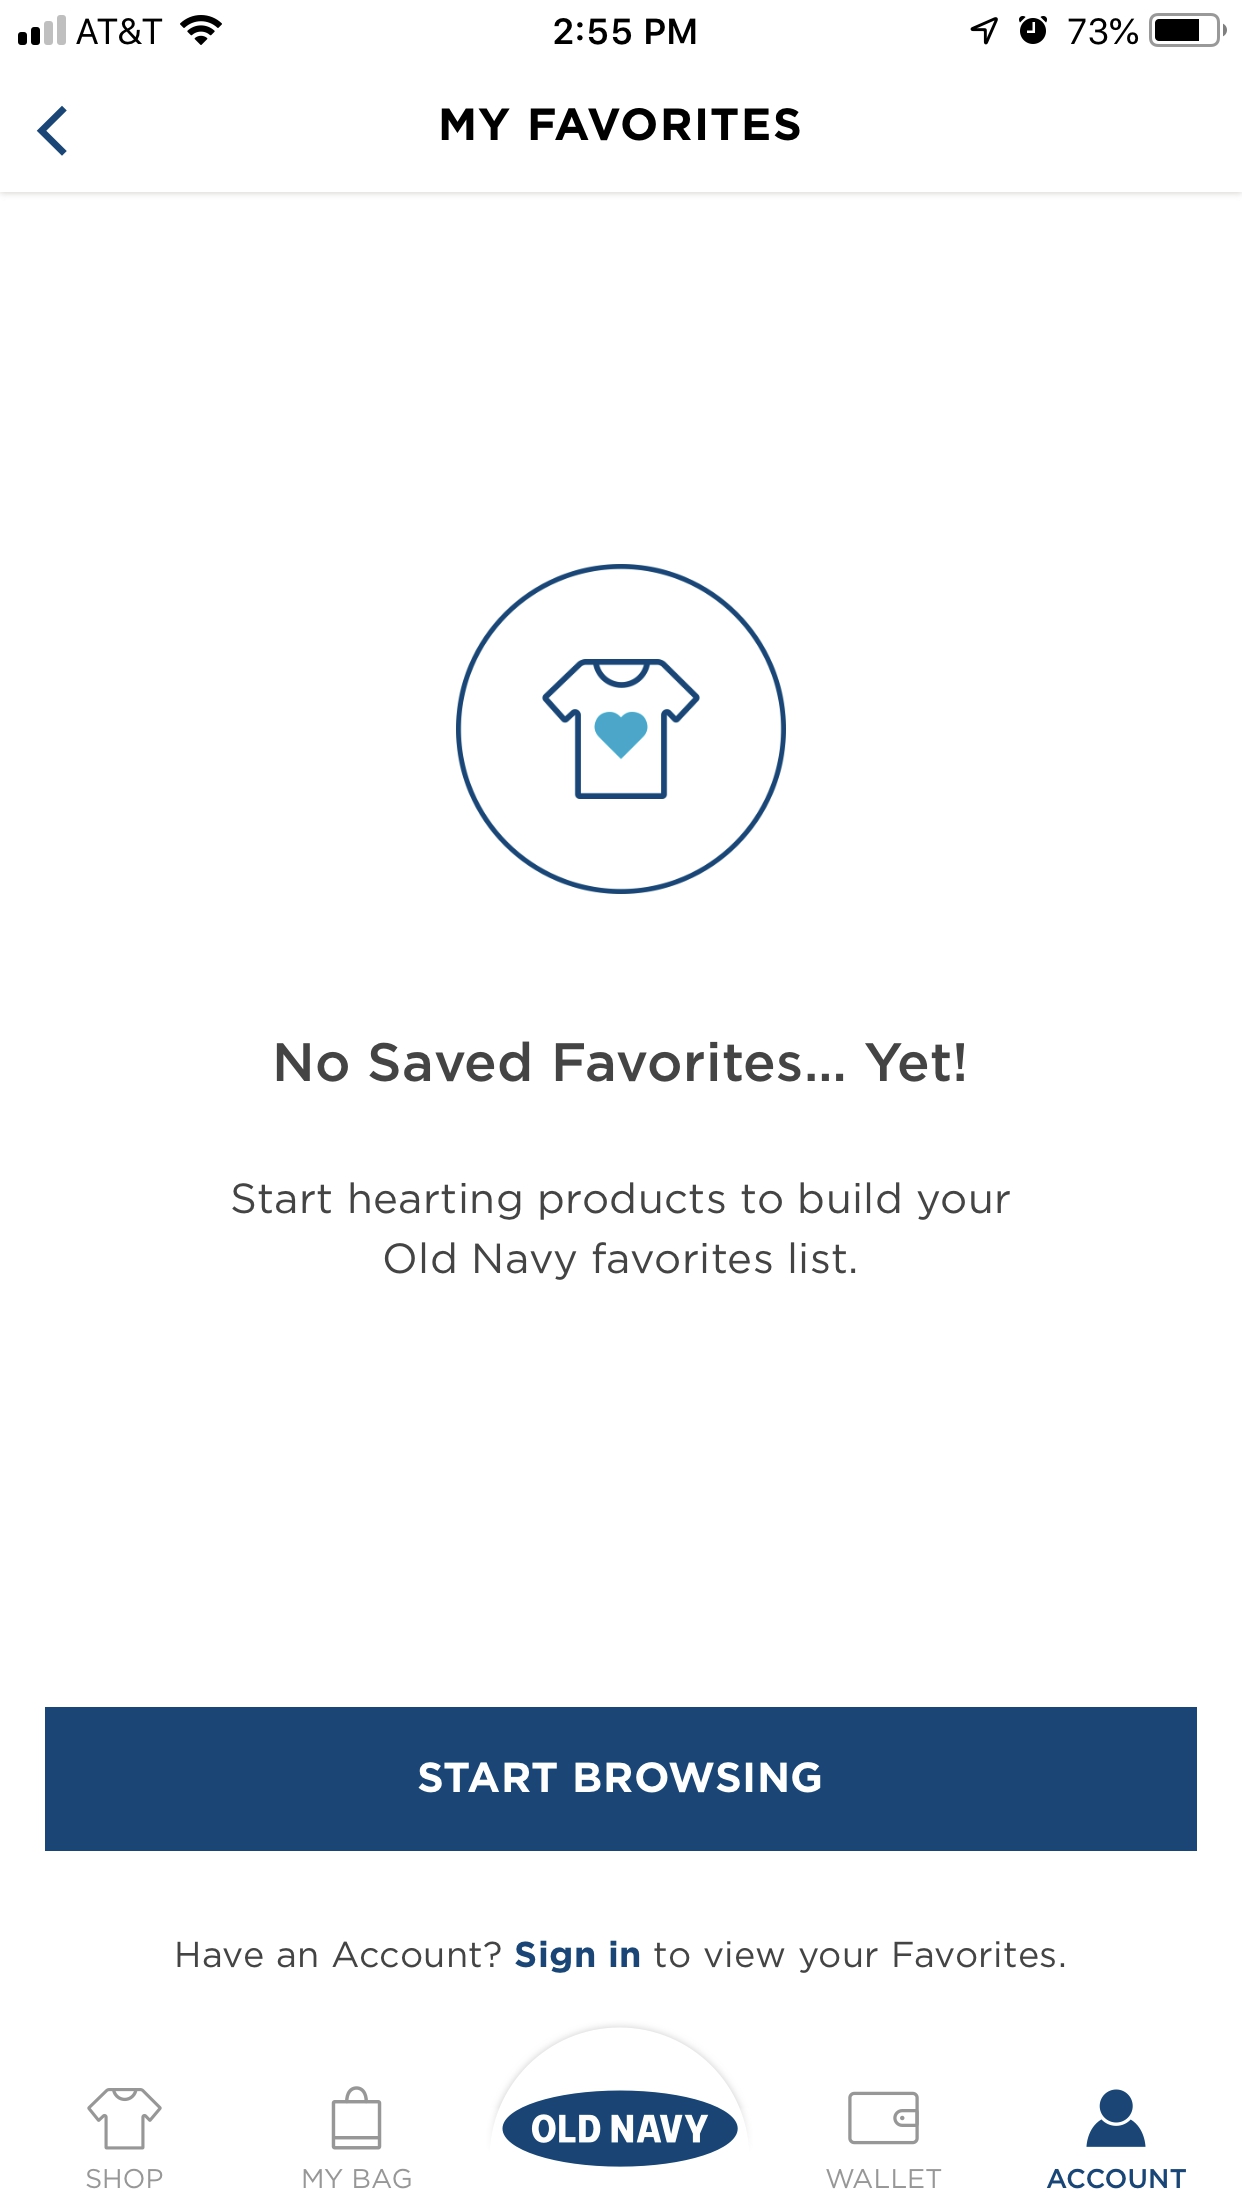 AT&T 2:55 PM 73%
MY FAVORITES
No Saved Favorites... Yet!
Start hearting products to build your
Old Navy favorites list.
START BROWSING
Have an Account? Sign in to view your Favorites.
OLD NAVY
SHOP MY BAG WALLET ACCOUNT